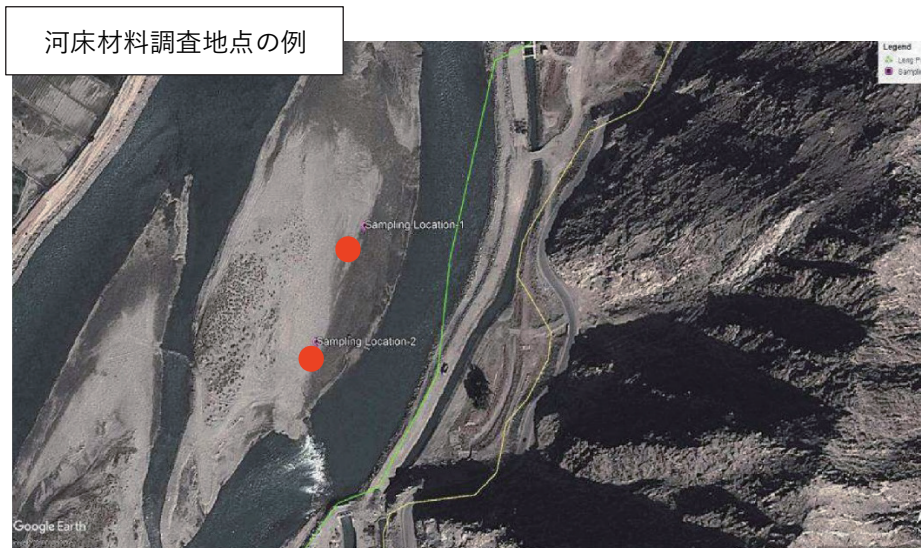 河床材料調査地点の例
Legend
Sampling Location-1
Sampling Location-2
Google Earth